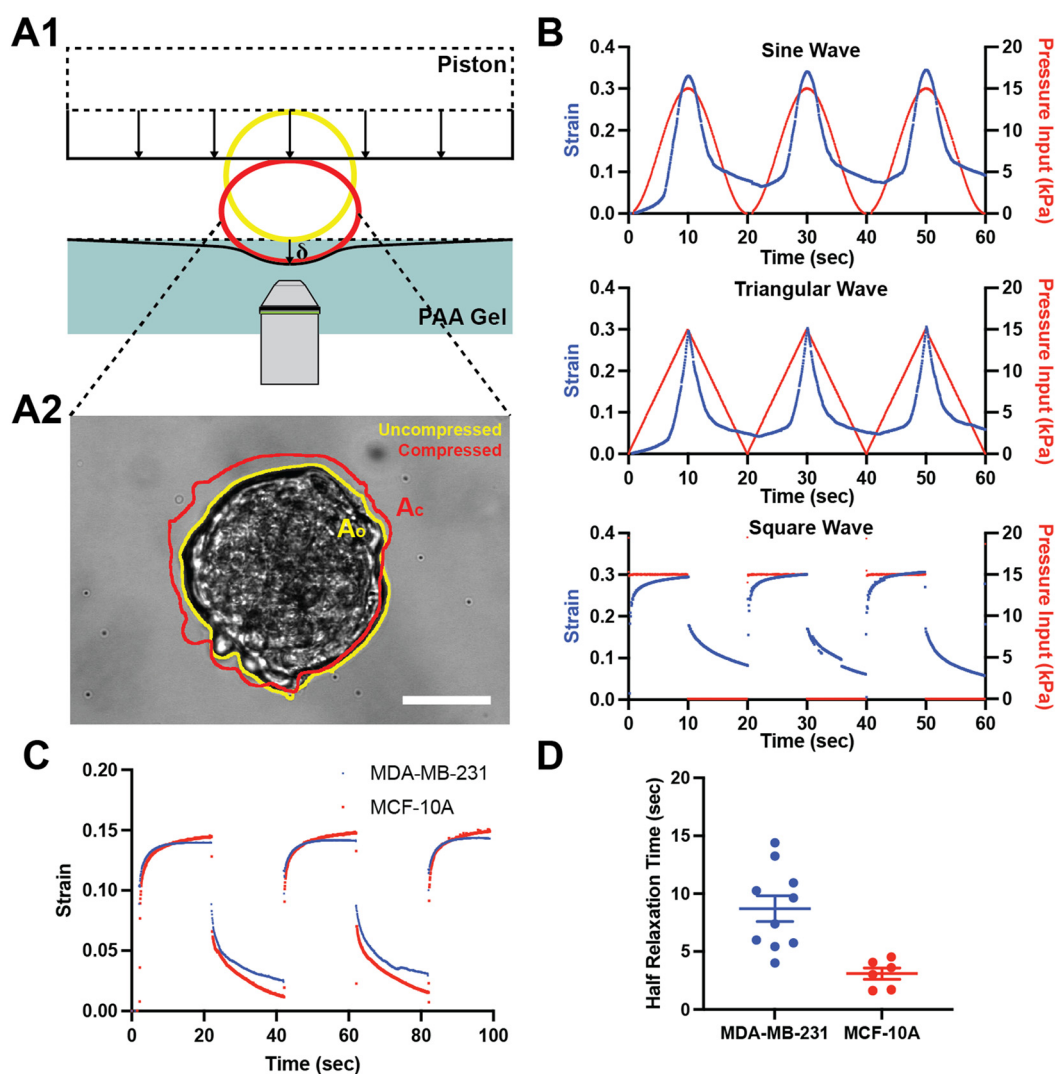 A1
Piston
δ
PAA Gel
A2
Uncompressed
Compressed
Ac
Ao
B
Sine Wave
0.4
0.3
0.2
0.1
0.0
Strain
20
15
10
5
0
Pressure Input (kPa)
0 10 20 30 40 50 60
Time (sec)
Triangular Wave
0.4
0.3
0.2
0.1
0.0
Strain
20
15
10
5
0
Pressure Input (kPa)
0 10 20 30 40 50 60
Time (sec)
Square Wave
0.4
0.3
0.2
0.1
0.0
Strain
20
15
10
5
0
Pressure Input (kPa)
0 10 20 30 40 50 60
Time (sec)
C
0.20
0.15
0.10
0.05
0.00
Strain
MDA-MB-231
MCF-10A
0 20 40 60 80 100
Time (sec)
D
20
15
10
5
0
Half Relaxation Time (sec)
MDA-MB-231 MCF-10A